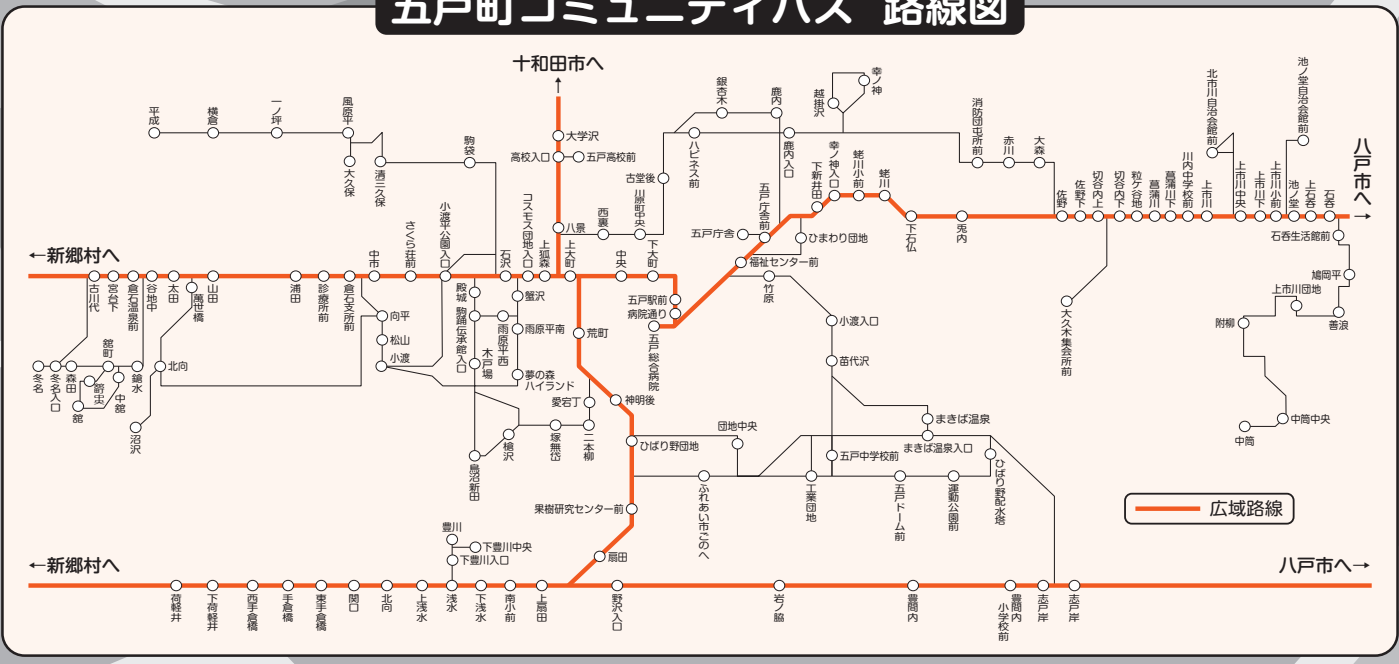 五戸町コミュニティバス 路線図
十和田市へ
大学沢
高校入口
五戸高校前
八景
平成
横倉
一ノ坪
風原平
大久保
清三久保
駒袋
古堂後
西裏
川原町中央
銀杏木
鹿内
ハピネス前
鹿内入口
越掛沢
幸ノ神
消防団屯所前
赤川
大森
北市川自治会館前
池ノ堂自治会館前
八戸市へ→
五戸庁舎
五戸庁舎前
ひまわり団地
福祉センター前
下新井田
幸ノ神入口
蛯川小前
蛯川
下石仏
兎内
佐野
佐野下
切谷内上
切谷内下
粒ケ谷地
菖蒲川
菖蒲川下
川内中学校前
上市川
上市川中央
上市川下
上市川小前
池ノ堂
上石呑
石呑
石呑生活館前
鳩岡平
善浪
上市川団地
附柳
中筒中央
中筒
大久木集会所前
←新郷村へ
古川代
宮台下
倉石温泉前
谷地中
太田
萬世橋
山田
浦田
診療所前
倉石支所前
中市
さくら荘前
小渡平公園入口
石沢
コスモス団地入口
上狐森
上大町
中央
下大町
五戸駅前
病院通り
五戸総合病院
冬名
冬名入口
森田
舘町
中舘
舘
鎗水
北向
沼沢
向平
松山
小渡
殿城
駒踊伝承館入口
木戸場
蟹沢
雨原平南
雨原平西
夢の森
ハイランド
鳥沼新田
槍沢
塚無岱
二本柳
愛宕丁
荒町
神明後
ひばり野団地
団地中央
果樹研究センター前
扇田
ふれあい市ごのへ
工業団地
五戸中学校前
五戸ドーム前
運動公園前
ひばり野配水塔
まきば温泉
まきば温泉入口
竹原
小渡入口
苗代沢
広域路線
豊川
下豊川中央
下豊川入口
←新郷村へ
八戸市へ→
荷軽井
下荷軽井
西手倉橋
手倉橋
東手倉橋
関口
北向
上浅水
浅水
下浅水
南小前
上扇田
野沢入口
岩ノ脇
豊間内
豊間内
小学校前
志戸岸
志戸岸